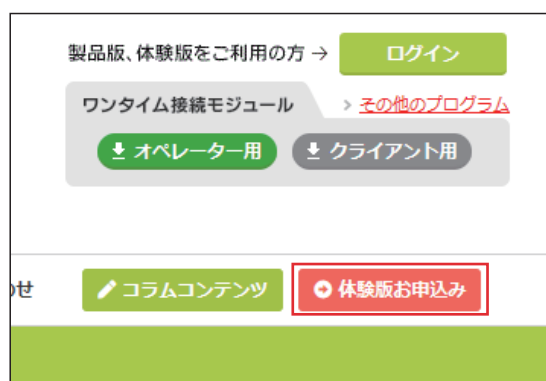 製品版、体験版をご利用の方 → ログイン
ワンタイム接続モジュール > その他のプログラム
オペレーター用 クライアント用
わせ コラムコンテンツ 体験版お申込み